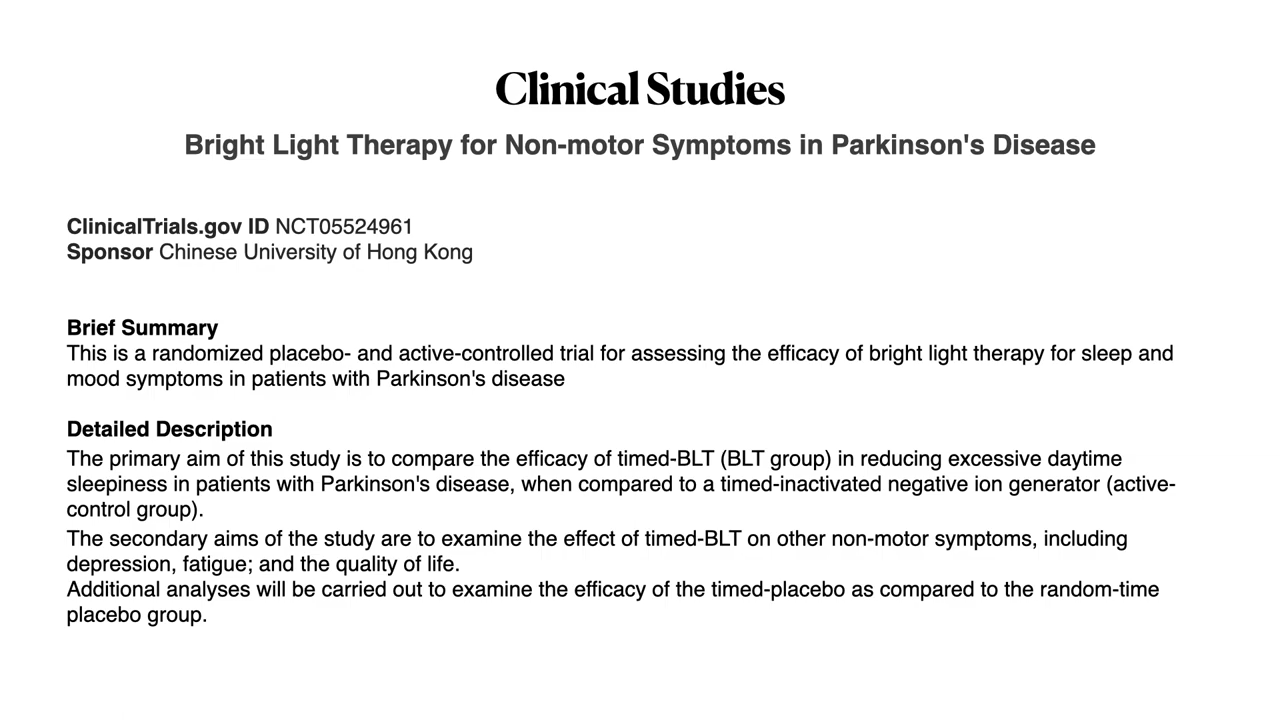 Clinical Studies
Bright Light Therapy for Non-motor Symptoms in Parkinson's Disease
ClinicalTrials.gov ID NCT05524961
Sponsor Chinese University of Hong Kong
Brief Summary
This is a randomized placebo- and active-controlled trial for assessing the efficacy of bright light therapy for sleep and
mood symptoms in patients with Parkinson's disease
Detailed Description
The primary aim of this study is to compare the efficacy of timed-BLT (BLT group) in reducing excessive daytime
sleepiness in patients with Parkinson's disease, when compared to a timed-inactivated negative ion generator (active-
control group).
The secondary aims of the study are to examine the effect of timed-BLT on other non-motor symptoms, including
depression, fatigue; and the quality of life.
Additional analyses will be carried out to examine the efficacy of the timed-placebo as compared to the random-time
placebo group.